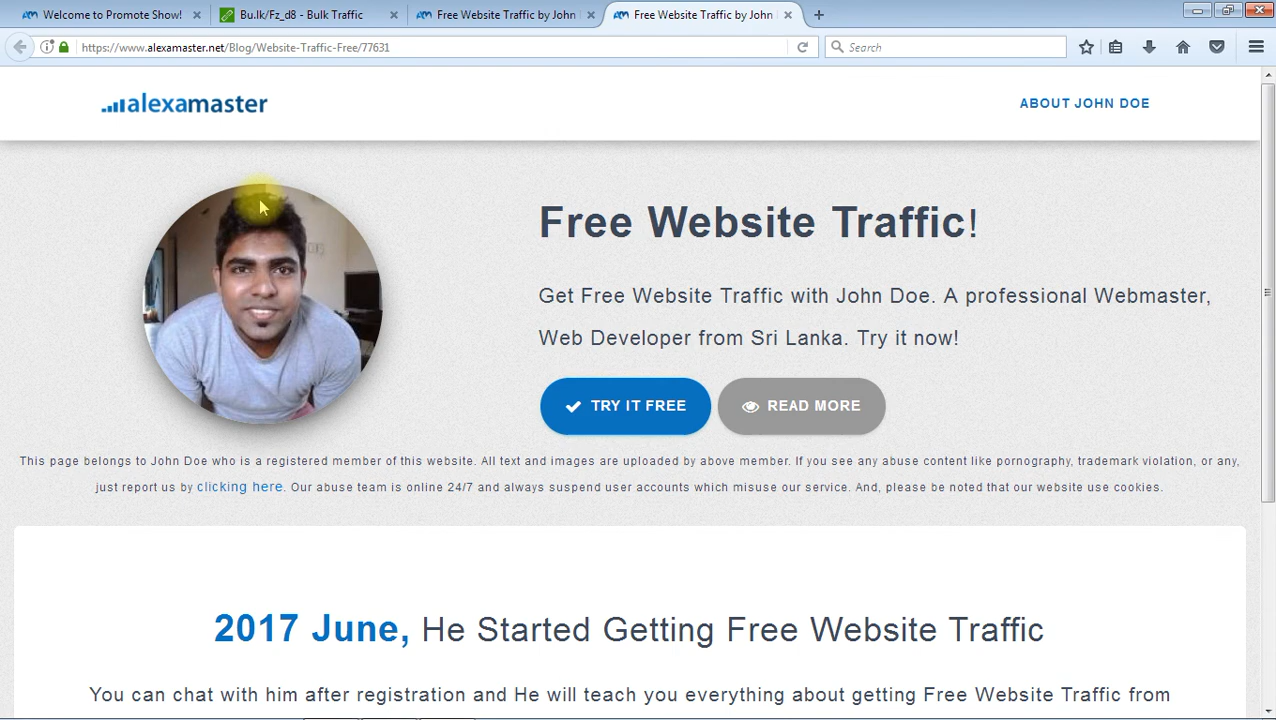 Welcome to Promote Show!
Bu.lk/Fz_d8 - Bulk Traffic
Free Website Traffic by John
Free Website Traffic by John
https://www.alexamaster.net/Blog/Website-Traffic-Free/77631
Search
alexamaster
ABOUT JOHN DOE
Free Website Traffic!
Get Free Website Traffic with John Doe. A professional Webmaster,
Web Developer from Sri Lanka. Try it now!
TRY IT FREE
READ MORE
This page belongs to John Doe who is a registered member of this website. All text and images are uploaded by above member. If you see any abuse content like pornography, trademark violation, or any,
just report us by clicking here. Our abuse team is online 24/7 and always suspend user accounts which misuse our service. And, please be noted that our website use cookies.
2017 June, He Started Getting Free Website Traffic
You can chat with him after registration and He will teach you everything about getting Free Website Traffic from